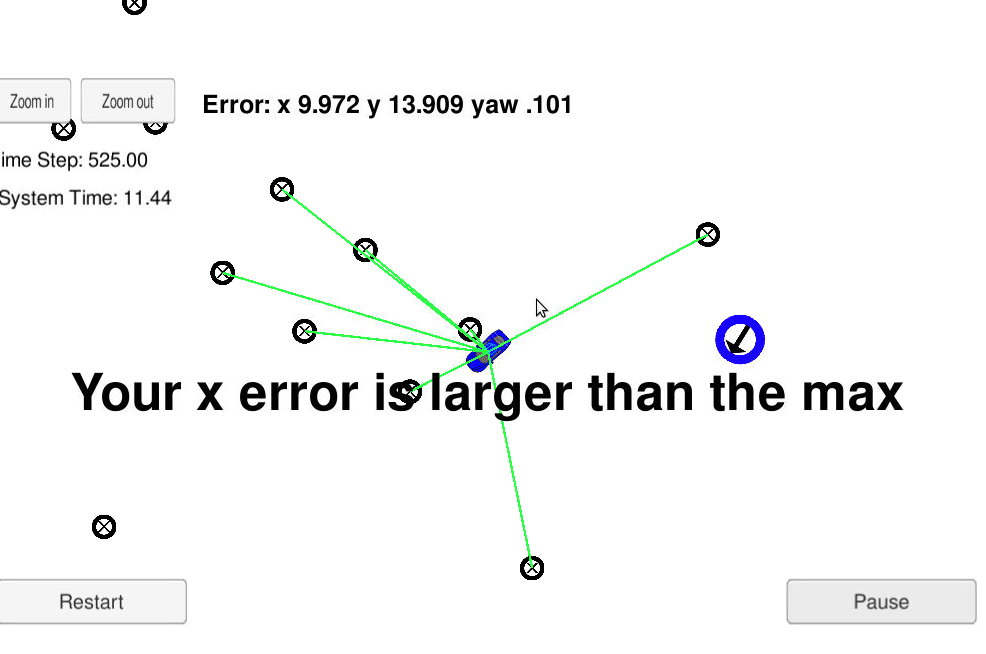 Zoom in
Zoom out
Error: x 9.972 y 13.909 yaw .101
ime Step: 525.00
System Time: 11.44
Your x error is larger than the max
Restart
Pause